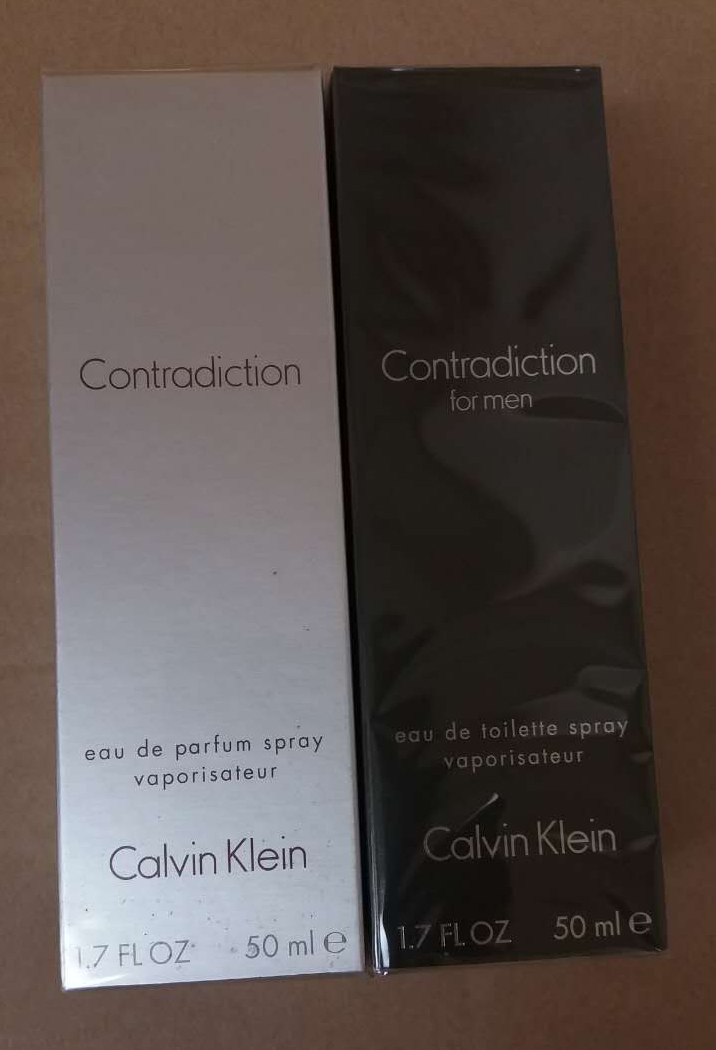 Contradiction
eau de parfum spray
vaporisateur
Calvin Klein
1.7 FL OZ 50 ml e
Contradiction
for men
eau de toilette spray
vaporisateur
Calvin Klein
1.7 FL OZ 50 ml e